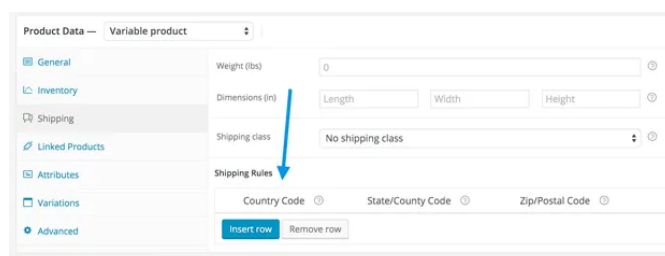 Product Data — Variable product
General
Inventory
Shipping
Linked Products
Attributes
Variations
Advanced
Weight (lbs) 0
Dimensions (in) Length Width Height
Shipping class No shipping class
Shipping Rules
Country Code State/County Code Zip/Postal Code
Insert row Remove row